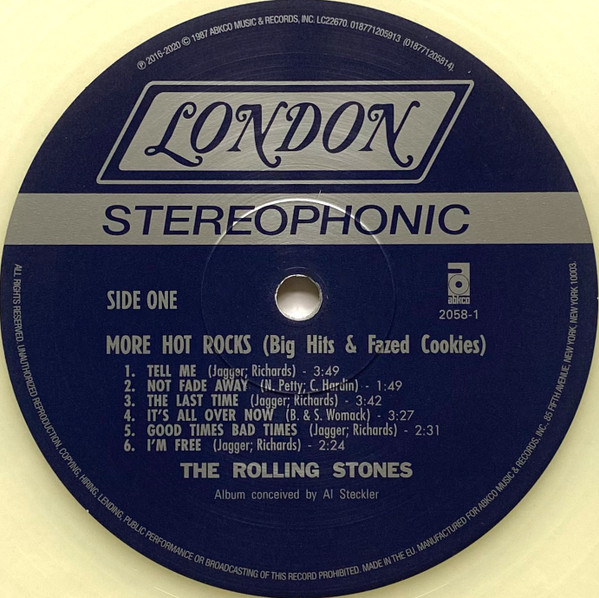 ℗ 2016-2020 © 1987 ABKCO MUSIC & RECORDS, INC. LC22670. 018771205913 (018771205814).
LONDON
STEREOPHONIC
SIDE ONE
abkco
2058-1
MORE HOT ROCKS (Big Hits & Fazed Cookies)
1. TELL ME (Jagger; Richards) - 3:49
2. NOT FADE AWAY (N. Petty; C. Hardin) - 1:49
3. THE LAST TIME (Jagger; Richards) - 3:42
4. IT'S ALL OVER NOW (B. & S. Womack) - 3:27
5. GOOD TIMES BAD TIMES (Jagger; Richards) - 2:31
6. I'M FREE (Jagger; Richards) - 2:24
THE ROLLING STONES
Album conceived by Al Steckler
ALL RIGHTS RESERVED. UNAUTHORIZED REPRODUCTION, COPYING, HIRING, LENDING, PUBLIC PERFORMANCE OR BROADCASTING OF THIS RECORD PROHIBITED. MADE IN THE EU. MANUFACTURED FOR ABKCO MUSIC & RECORDS, INC., 85 FIFTH AVENUE, NEW YORK, NEW YORK 10003.